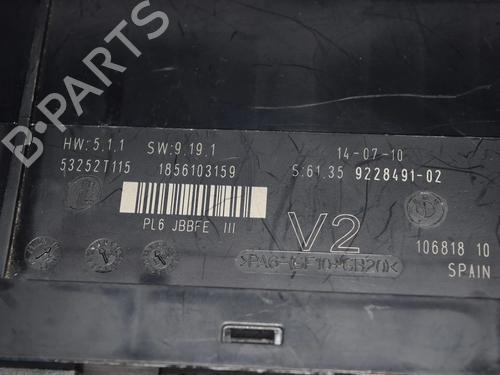 B-PARTS
HW:5.1.1 SW:9.19.1 14-07-10
53252T115 1856103159 S:61.35 9228491-02
PL6 JBBFE III
V2
106818 10
>PA6-(GF10+GB20)<
SPAIN